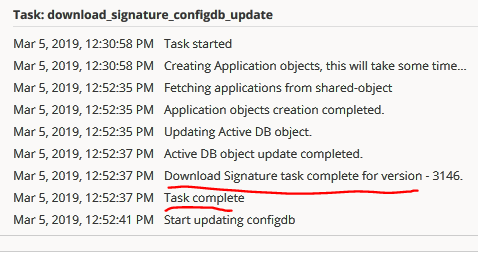 Task: download_signature_configdb_update
Mar 5, 2019, 12:30:58 PM Task started
Mar 5, 2019, 12:30:58 PM Creating Application objects, this will take some time...
Mar 5, 2019, 12:52:35 PM Fetching applications from shared-object
Mar 5, 2019, 12:52:35 PM Application objects creation completed.
Mar 5, 2019, 12:52:35 PM Updating Active DB object.
Mar 5, 2019, 12:52:37 PM Active DB object update completed.
Mar 5, 2019, 12:52:37 PM Download Signature task complete for version - 3146.
Mar 5, 2019, 12:52:37 PM Task complete
Mar 5, 2019, 12:52:41 PM Start updating configdb